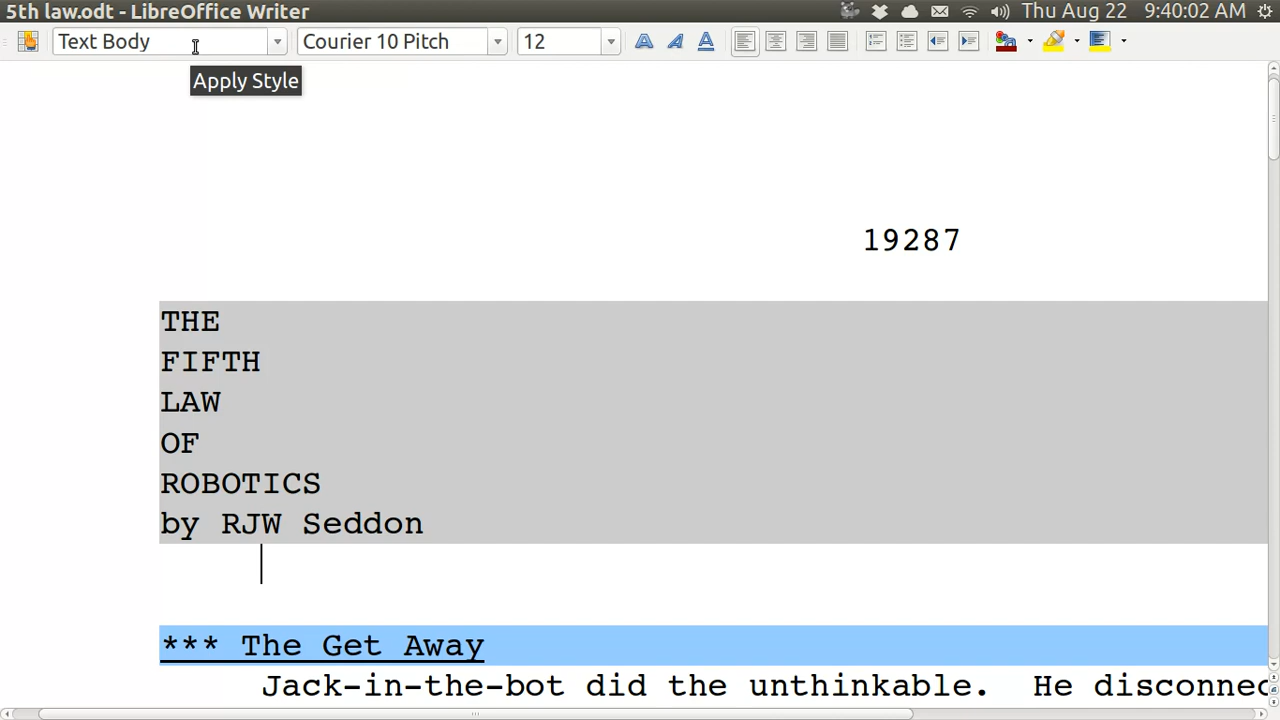 5th law.odt - LibreOffice Writer
Thu Aug 22 9:40:02 AM
Text Body
Courier 10 Pitch
12
Apply Style
19287
THE
FIFTH
LAW
OF
ROBOTICS
by RJW Seddon
*** The Get Away
Jack-in-the-bot did the unthinkable.  He disconnec